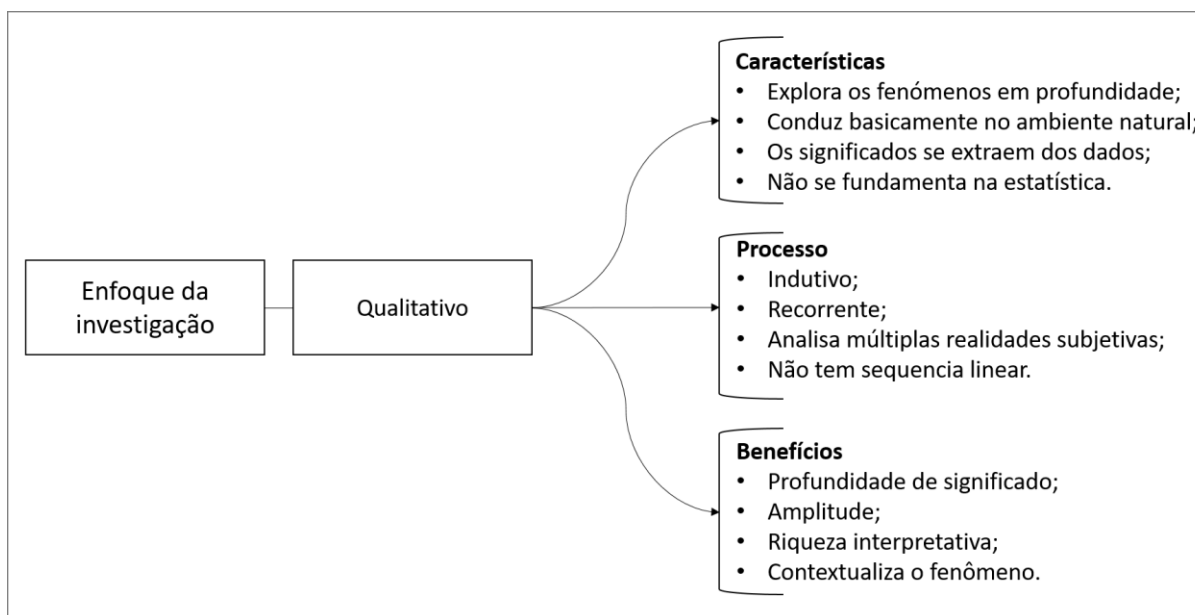 Enfoque da
investigação
Qualitativo
Características
• Explora os fenómenos em profundidade;
• Conduz basicamente no ambiente natural;
• Os significados se extraem dos dados;
• Não se fundamenta na estatística.
Processo
• Indutivo;
• Recorrente;
• Analisa múltiplas realidades subjetivas;
• Não tem sequencia linear.
Benefícios
• Profundidade de significado;
• Amplitude;
• Riqueza interpretativa;
• Contextualiza o fenômeno.